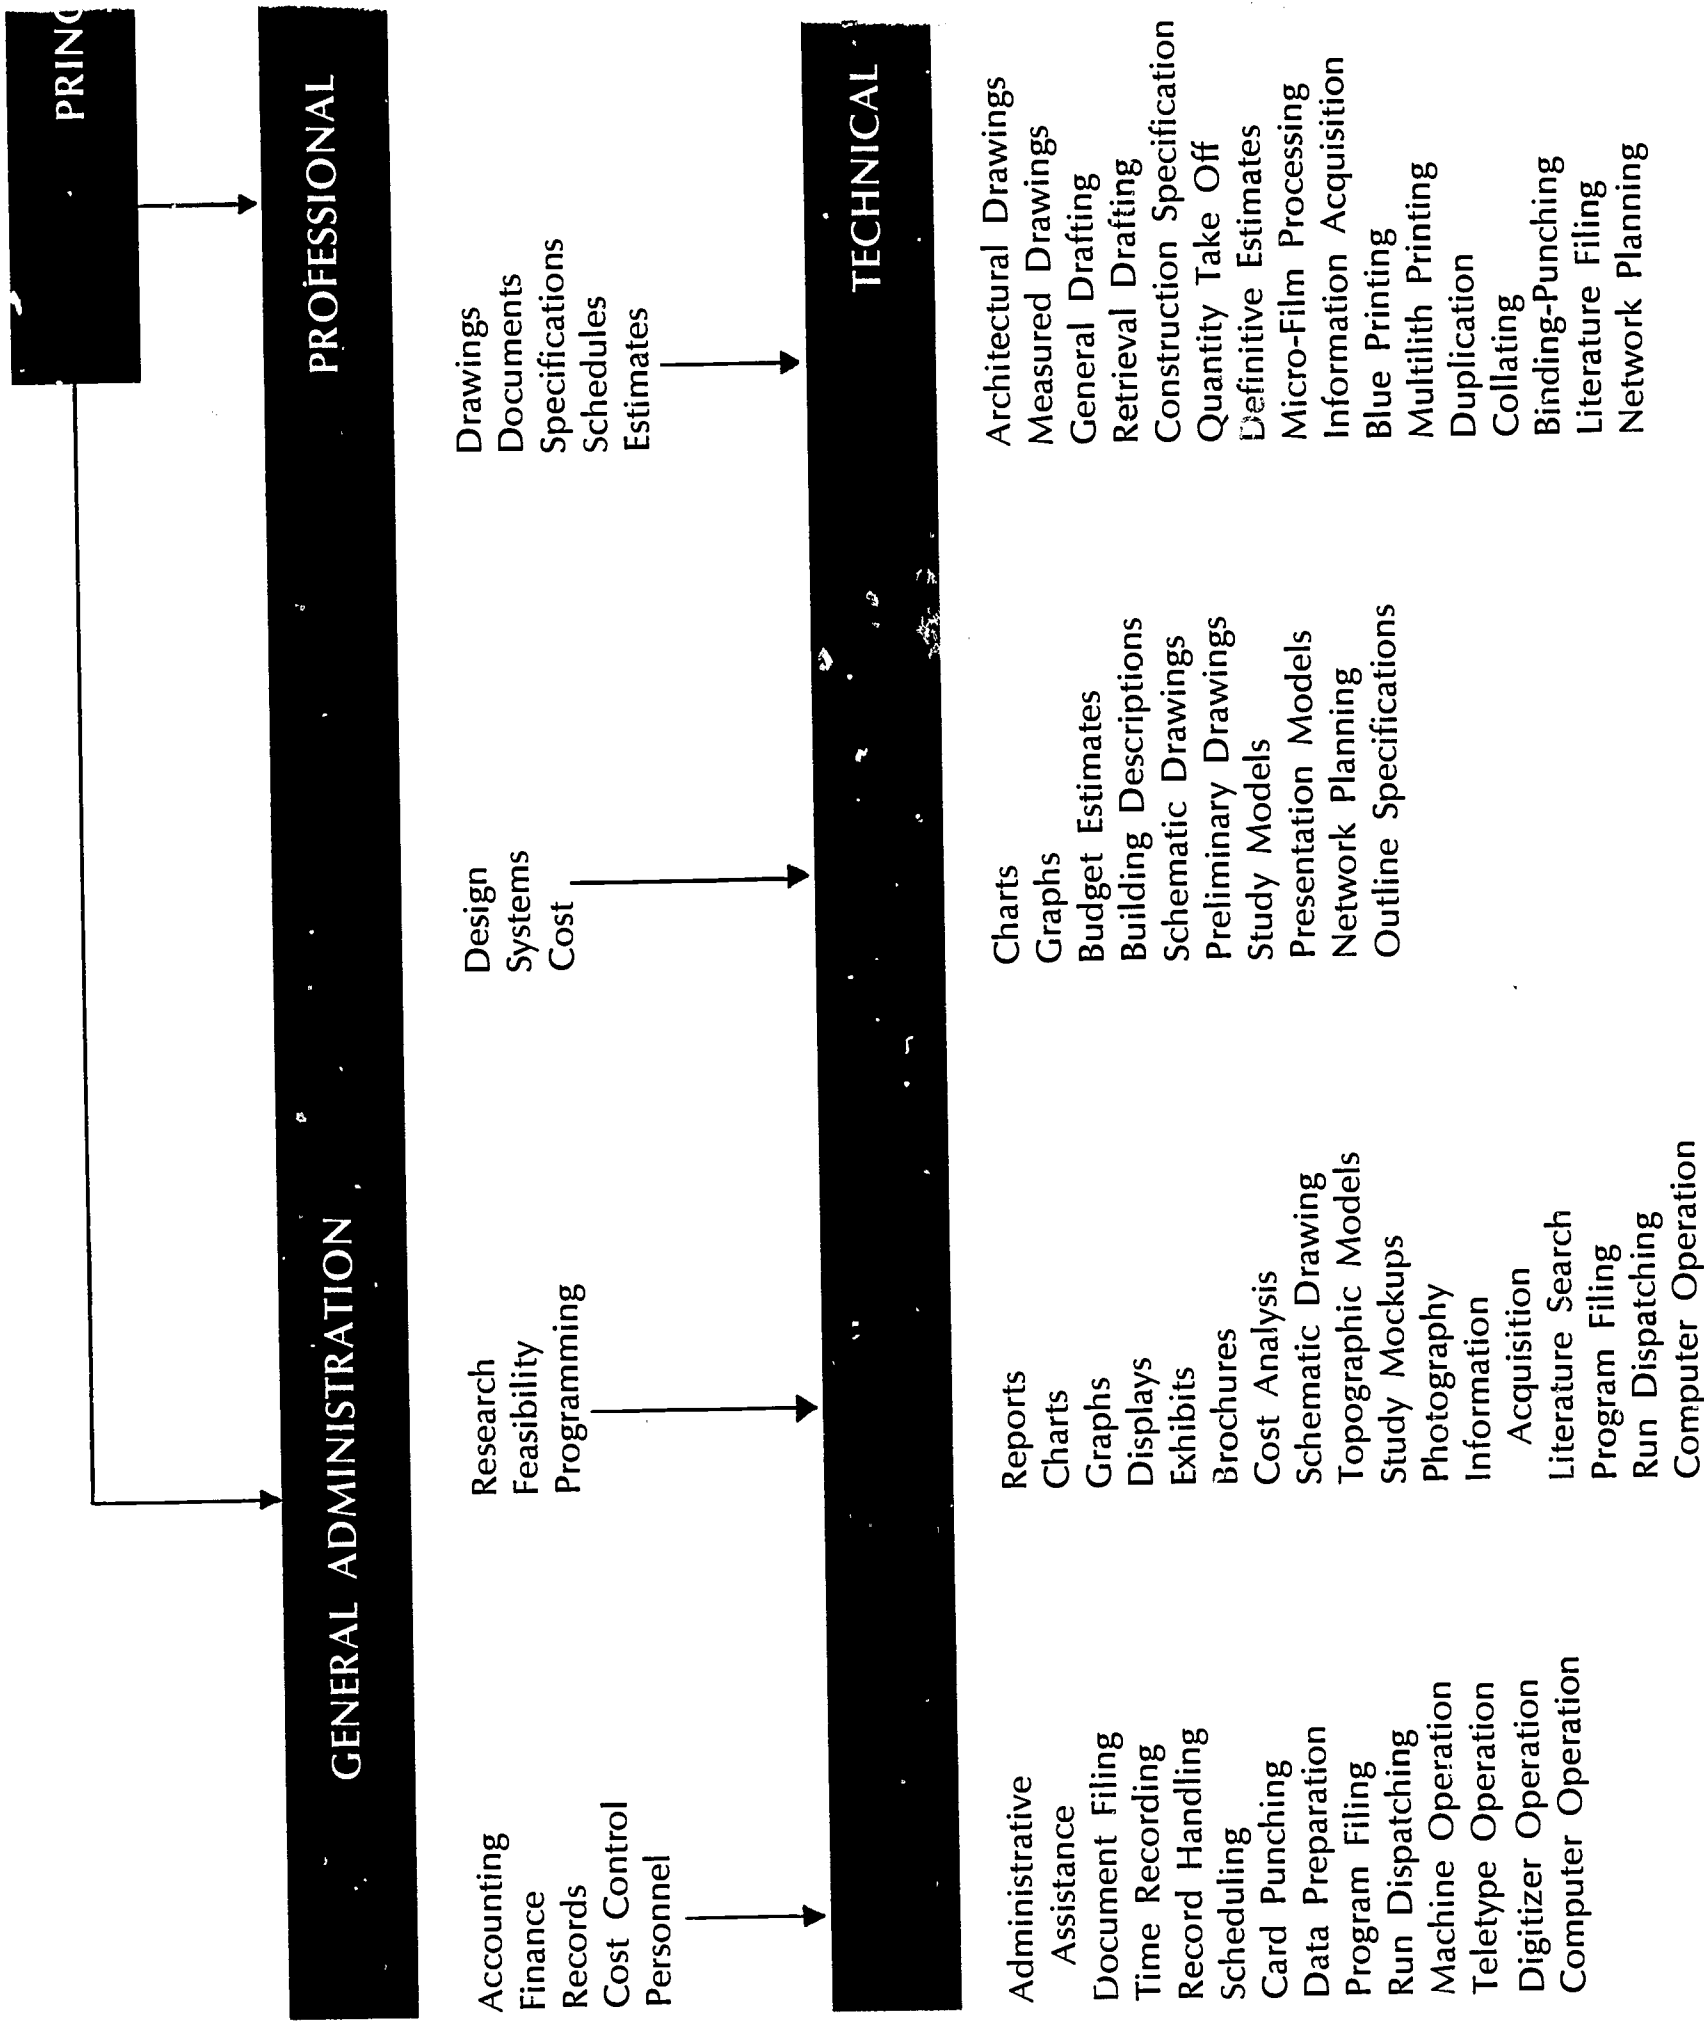 PRINC
GENERAL ADMINISTRATION
PROFESSIONAL
Accounting
Finance
Records
Cost Control
Personnel
Research
Feasibility
Programming
Design
Systems
Cost
Drawings
Documents
Specifications
Schedules
Estimates
TECHNICAL
Administrative
Assistance
Document Filing
Time Recording
Record Handling
Scheduling
Card Punching
Data Preparation
Program Filing
Run Dispatching
Machine Operation
Teletype Operation
Digitizer Operation
Computer Operation
Reports
Charts
Graphs
Displays
Exhibits
Brochures
Cost Analysis
Schematic Drawing
Topographic Models
Study Mockups
Photography
Information
Acquisition
Literature Search
Program Filing
Run Dispatching
Computer Operation
Charts
Graphs
Budget Estimates
Building Descriptions
Schematic Drawings
Preliminary Drawings
Study Models
Presentation Models
Network Planning
Outline Specifications
Architectural Drawings
Measured Drawings
General Drafting
Retrieval Drafting
Construction Specification
Quantity Take Off
Definitive Estimates
Micro-Film Processing
Information Acquisition
Blue Printing
Multilith Printing
Duplication
Collating
Binding-Punching
Literature Filing
Network Planning